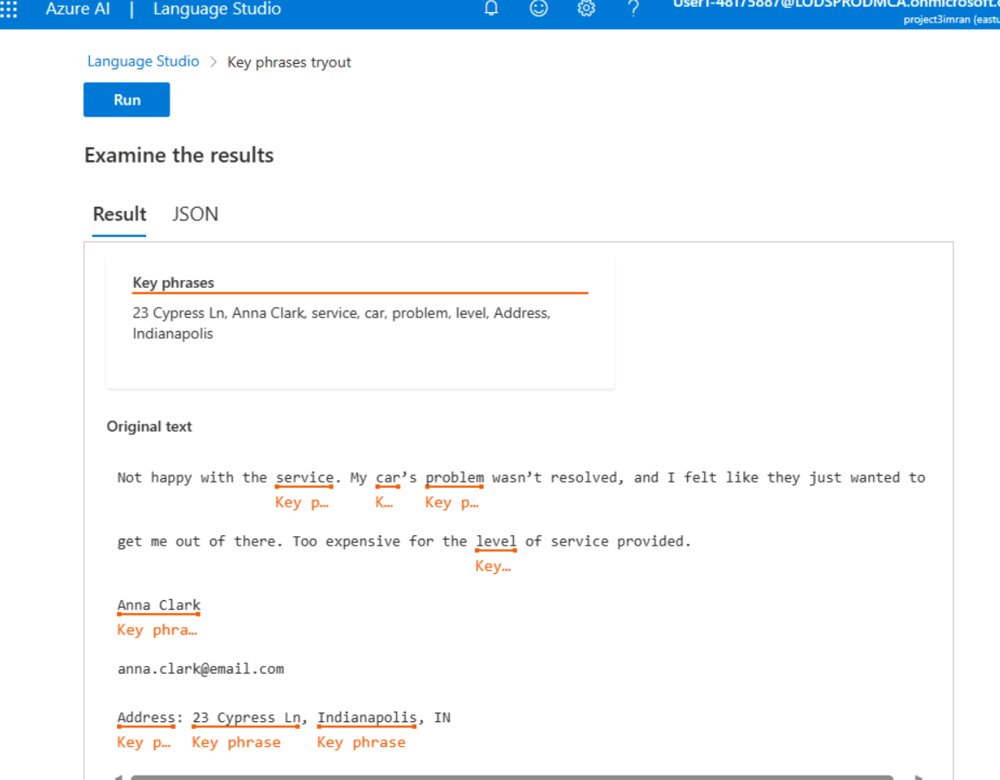 Azure AI | Language Studio
?
User1-48175887@LODSPRODMCA.onmicrosoft.c
project3imran (eastu
Language Studio > Key phrases tryout
Run
Examine the results
Result JSON
Key phrases
23 Cypress Ln, Anna Clark, service, car, problem, level, Address,
Indianapolis
Original text
Not happy with the service. My car’s problem wasn’t resolved, and I felt like they just wanted to
Key p… K… Key p…
get me out of there. Too expensive for the level of service provided.
Key…
Anna Clark
Key phra…
anna.clark@email.com
Address: 23 Cypress Ln, Indianapolis, IN
Key p… Key phrase Key phrase